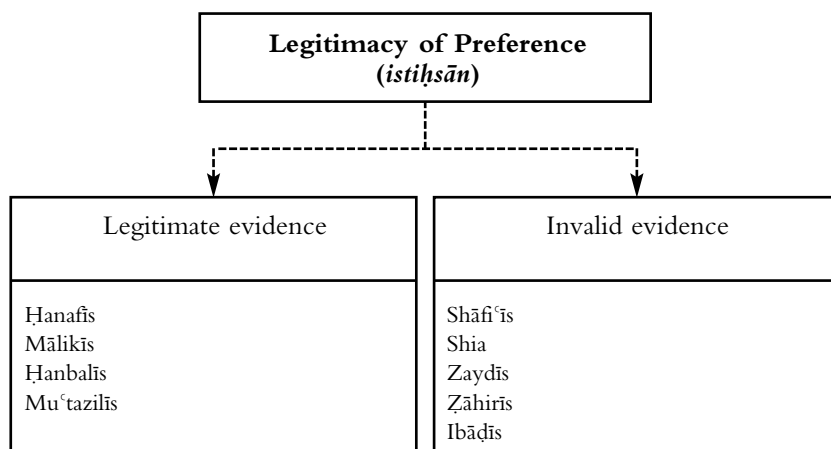 Legitimacy of Preference
(istiḥsān)
Legitimate evidence
Ḥanafīs
Mālikīs
Ḥanbalīs
Muʿtazilīs
Invalid evidence
Shāfiʿīs
Shia
Zaydīs
Ẓāhirīs
Ibāḍīs